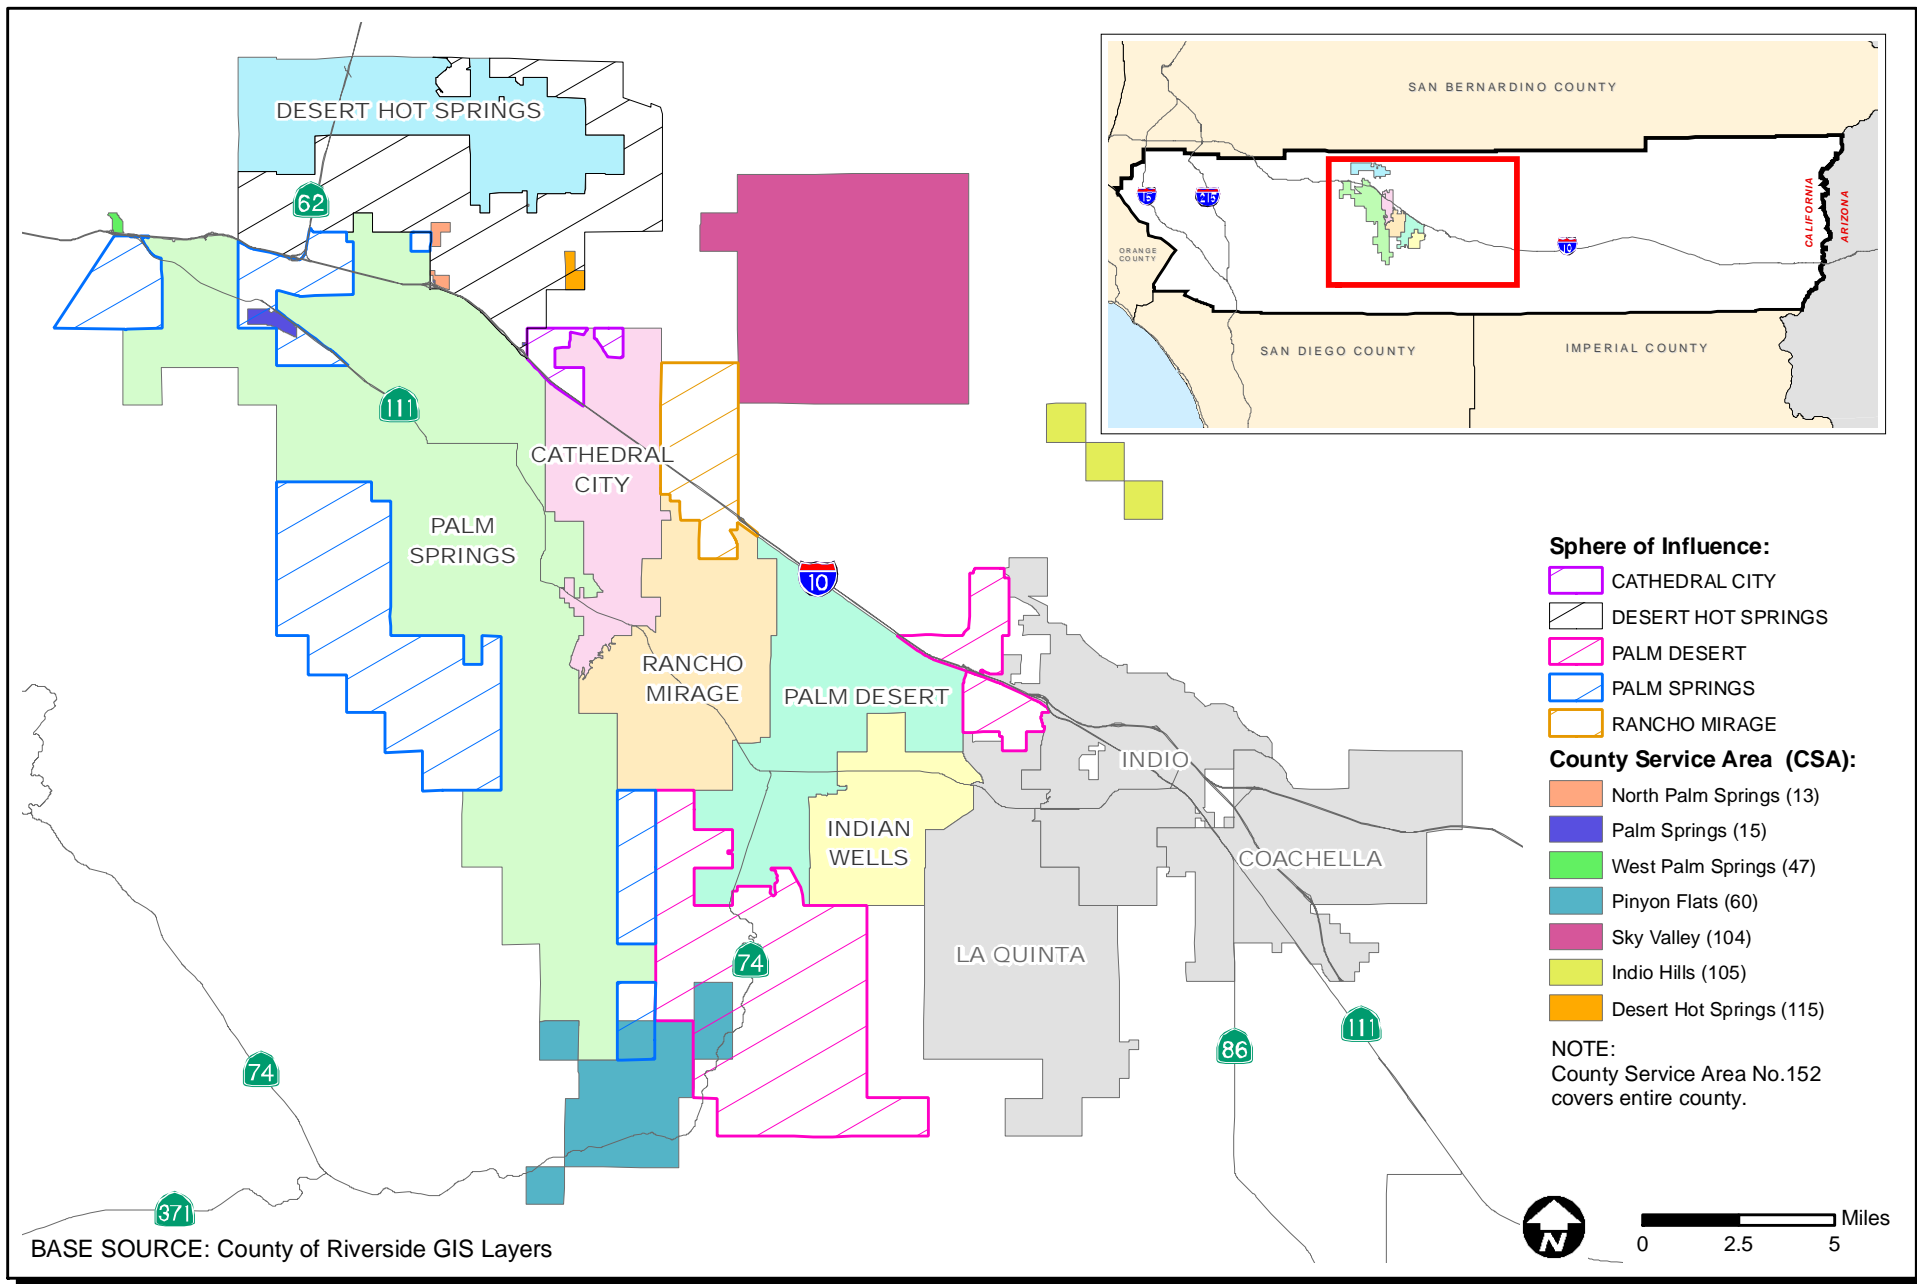 DESERT HOT SPRINGS
62
111
CATHEDRAL
CITY
PALM
SPRINGS
10
RANCHO
MIRAGE
PALM DESERT
INDIO
INDIAN
WELLS
COACHELLA
LA QUINTA
74
74
86
111
371
BASE SOURCE: County of Riverside GIS Layers
SAN BERNARDINO COUNTY
15
215
ORANGE
COUNTY
10
CALIFORNIA
ARIZONA
SAN DIEGO COUNTY
IMPERIAL COUNTY
Sphere of Influence:
CATHEDRAL CITY
DESERT HOT SPRINGS
PALM DESERT
PALM SPRINGS
RANCHO MIRAGE
County Service Area (CSA):
North Palm Springs (13)
Palm Springs (15)
West Palm Springs (47)
Pinyon Flats (60)
Sky Valley (104)
Indio Hills (105)
Desert Hot Springs (115)
NOTE:
County Service Area No.152
covers entire county.
N
Miles
0 2.5 5